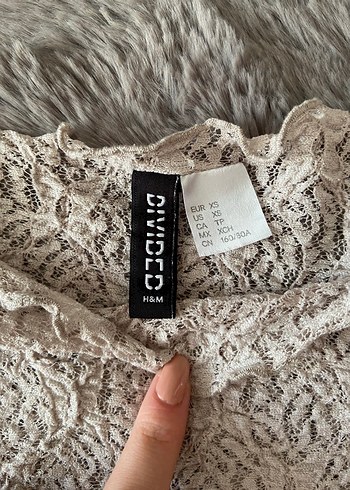 DIVIDED
H&M
EUR XS
US XS
CA TP
MX XCH
CN 160/80A